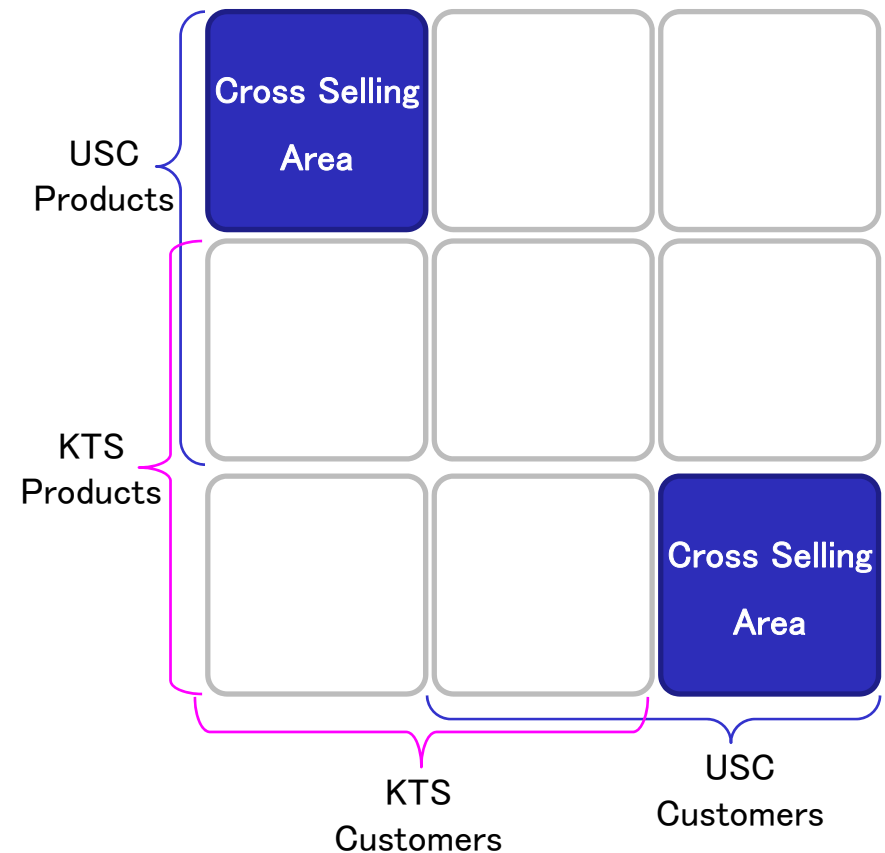 Cross Selling
Area
USC
Products
KTS
Products
Cross Selling
Area
KTS
Customers
USC
Customers